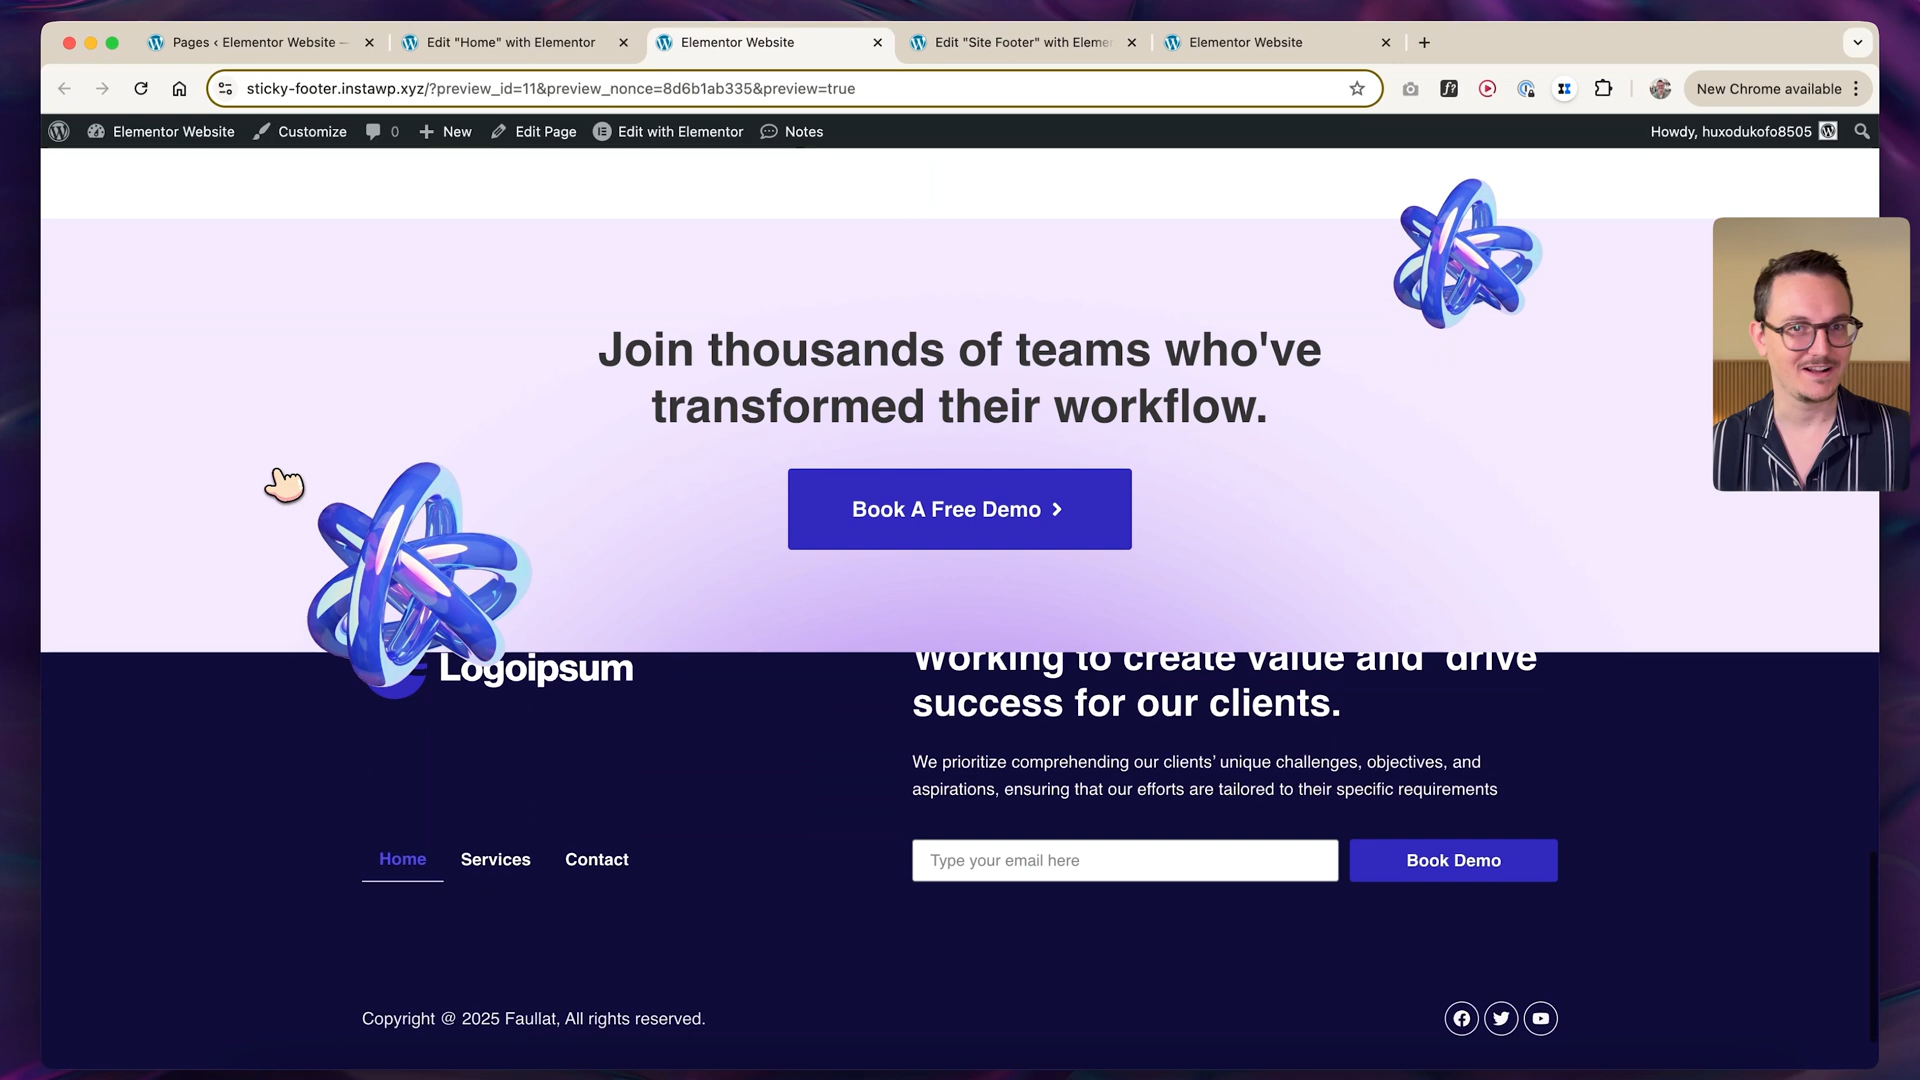 Pages ‹ Elementor Website —
Edit "Home" with Elementor
Elementor Website
Edit "Site Footer" with Eleme
Elementor Website
sticky-footer.instawp.xyz/?preview_id=11&preview_nonce=8d6b1ab335&preview=true
f?
New Chrome available
Elementor Website
Customize
0
New
Edit Page
Edit with Elementor
Notes
Howdy, huxodukofo8505
Join thousands of teams who've
transformed their workflow.
Book A Free Demo
Logoipsum
Working to create value and drive
success for our clients.
We prioritize comprehending our clients’ unique challenges, objectives, and
aspirations, ensuring that our efforts are tailored to their specific requirements
Home
Services
Contact
Type your email here
Book Demo
Copyright @ 2025 Faullat, All rights reserved.